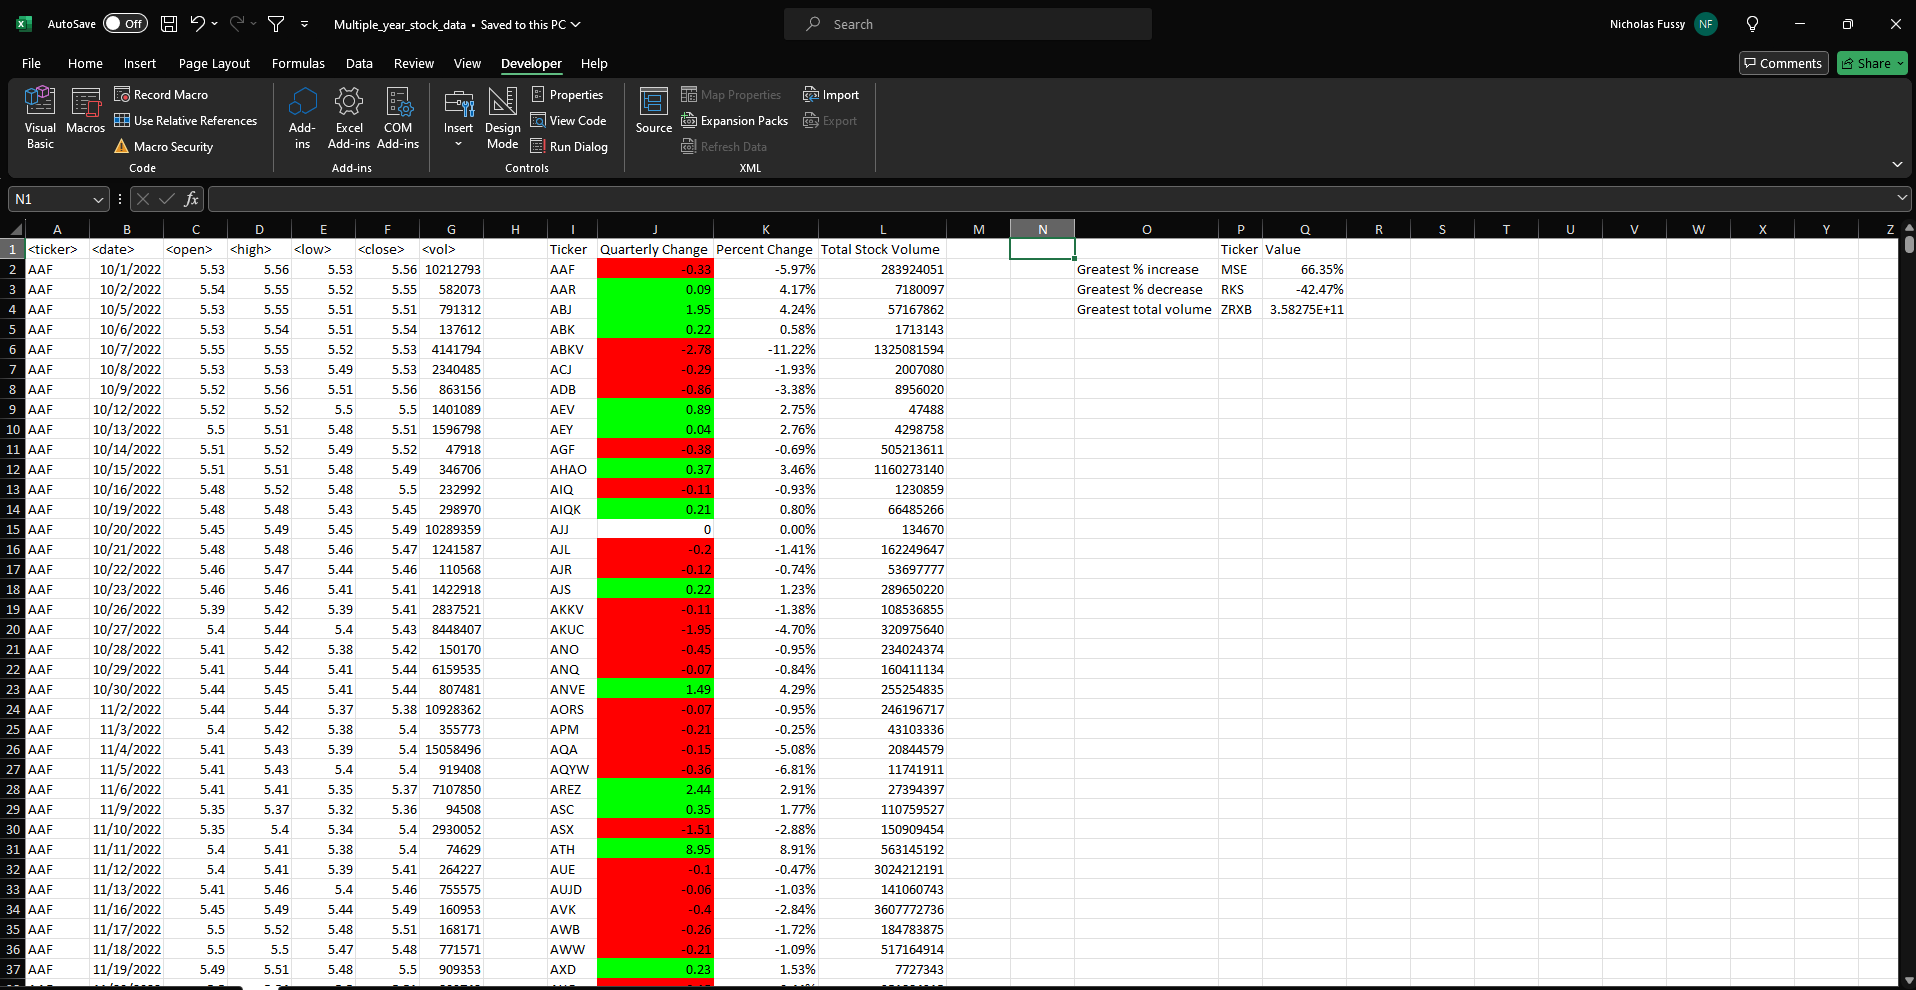 AutoSave Off Multiple_year_stock_data • Saved to this PC Search Nicholas Fussy NF
File Home Insert Page Layout Formulas Data Review View Developer Help Comments Share
Visual Basic Macros Record Macro Use Relative References Macro Security Code
Add-ins Excel Add-ins COM Add-ins Add-ins
Insert Design Mode Properties View Code Run Dialog Controls
Source Map Properties Expansion Packs Refresh Data Import Export XML
N1 fx
A B C D E F G H I J K L M N O P Q R S T U V W X Y Z
1 <ticker> <date> <open> <high> <low> <close> <vol> Ticker Quarterly Change Percent Change Total Stock Volume Ticker Value
2 AAF 10/1/2022 5.53 5.56 5.53 5.56 10212793 AAF -0.33 -5.97% 283924051 Greatest % increase MSE 66.35%
3 AAF 10/2/2022 5.54 5.55 5.52 5.55 582073 AAR 0.09 4.17% 7180097 Greatest % decrease RKS -42.47%
4 AAF 10/5/2022 5.53 5.55 5.51 5.51 791312 ABJ 1.95 4.24% 57167862 Greatest total volume ZRXB 3.58275E+11
5 AAF 10/6/2022 5.53 5.54 5.51 5.54 137612 ABK 0.22 0.58% 1713143
6 AAF 10/7/2022 5.55 5.55 5.52 5.53 4141794 ABKV -2.78 -11.22% 1325081594
7 AAF 10/8/2022 5.53 5.53 5.49 5.53 2340485 ACJ -0.29 -1.93% 2007080
8 AAF 10/9/2022 5.52 5.56 5.51 5.56 863156 ADB -0.86 -3.38% 8956020
9 AAF 10/12/2022 5.52 5.52 5.5 5.5 1401089 AEV 0.89 2.75% 47488
10 AAF 10/13/2022 5.5 5.51 5.48 5.51 1596798 AEY 0.04 2.76% 4298758
11 AAF 10/14/2022 5.51 5.52 5.49 5.52 47918 AGF -0.38 -0.69% 505213611
12 AAF 10/15/2022 5.51 5.51 5.48 5.49 346706 AHAO 0.37 3.46% 1160273140
13 AAF 10/16/2022 5.48 5.52 5.48 5.5 232992 AIQ -0.11 -0.93% 1230859
14 AAF 10/19/2022 5.48 5.48 5.43 5.45 298970 AIQK 0.21 0.80% 66485266
15 AAF 10/20/2022 5.45 5.49 5.45 5.49 10289359 AJJ 0 0.00% 134670
16 AAF 10/21/2022 5.48 5.48 5.46 5.47 1241587 AJL -0.2 -1.41% 162249647
17 AAF 10/22/2022 5.46 5.47 5.44 5.46 110568 AJR -0.12 -0.74% 53697777
18 AAF 10/23/2022 5.46 5.46 5.41 5.41 1422918 AJS 0.22 1.23% 289650220
19 AAF 10/26/2022 5.39 5.42 5.39 5.41 2837521 AKKV -0.11 -1.38% 108536855
20 AAF 10/27/2022 5.4 5.44 5.4 5.43 8448407 AKUC -1.95 -4.70% 320975640
21 AAF 10/28/2022 5.41 5.42 5.38 5.42 150170 ANO -0.45 -0.95% 234024374
22 AAF 10/29/2022 5.41 5.44 5.41 5.44 6159535 ANQ -0.07 -0.84% 160411134
23 AAF 10/30/2022 5.44 5.45 5.41 5.44 807481 ANVE 1.49 4.29% 255254835
24 AAF 11/2/2022 5.44 5.44 5.37 5.38 10928362 AORS -0.07 -0.95% 246196717
25 AAF 11/3/2022 5.4 5.42 5.38 5.4 355773 APM -0.21 -0.25% 43103336
26 AAF 11/4/2022 5.41 5.43 5.39 5.4 15058496 AQA -0.15 -5.08% 20844579
27 AAF 11/5/2022 5.41 5.43 5.4 5.4 919408 AQYW -0.36 -6.81% 11741911
28 AAF 11/6/2022 5.41 5.41 5.35 5.37 7107850 AREZ 2.44 2.91% 27394397
29 AAF 11/9/2022 5.35 5.37 5.32 5.36 94508 ASC 0.35 1.77% 110759527
30 AAF 11/10/2022 5.35 5.4 5.34 5.4 2930052 ASX -1.51 -2.88% 150909454
31 AAF 11/11/2022 5.4 5.41 5.38 5.4 74629 ATH 8.95 8.91% 563145192
32 AAF 11/12/2022 5.4 5.41 5.39 5.41 264227 AUE -0.1 -0.47% 3024212191
33 AAF 11/13/2022 5.41 5.46 5.4 5.46 755575 AUJD -0.06 -1.03% 141060743
34 AAF 11/16/2022 5.45 5.49 5.44 5.49 160953 AVK -0.4 -2.84% 3607772736
35 AAF 11/17/2022 5.5 5.52 5.48 5.51 168171 AWB -0.26 -1.72% 184783875
36 AAF 11/18/2022 5.5 5.5 5.47 5.48 771571 AWW -0.21 -1.09% 517164914
37 AAF 11/19/2022 5.49 5.51 5.48 5.5 909353 AXD 0.23 1.53% 7727343